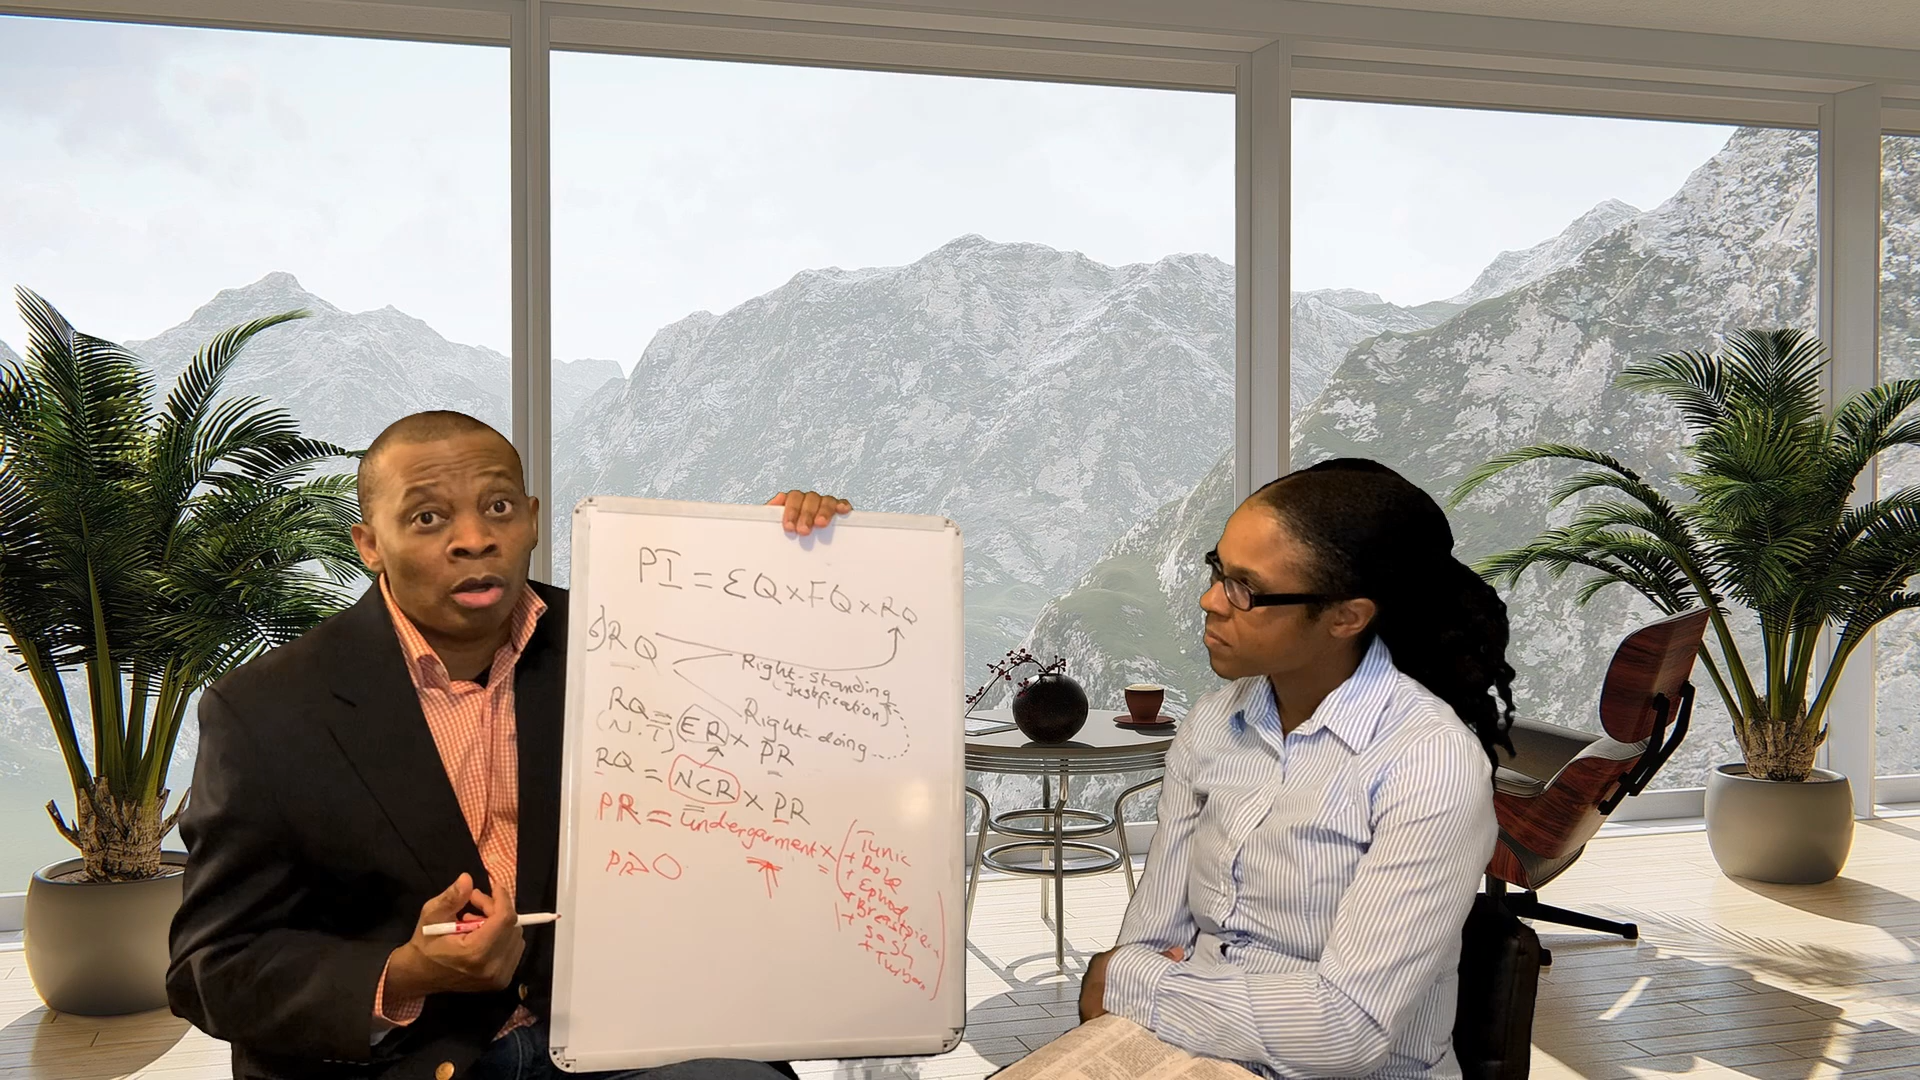 PI = EQ x FQ x RQ
6) RQ
Right-Standing
(Justification)
Right-doing
RQ = ER x PR
(N.T)
RQ = NCR x PR
PR = Undergarment x (Tunic
+ Robe
+ Ephod
+ Breastpiece
+ Sash
+ Turban)
PR ≥ 0